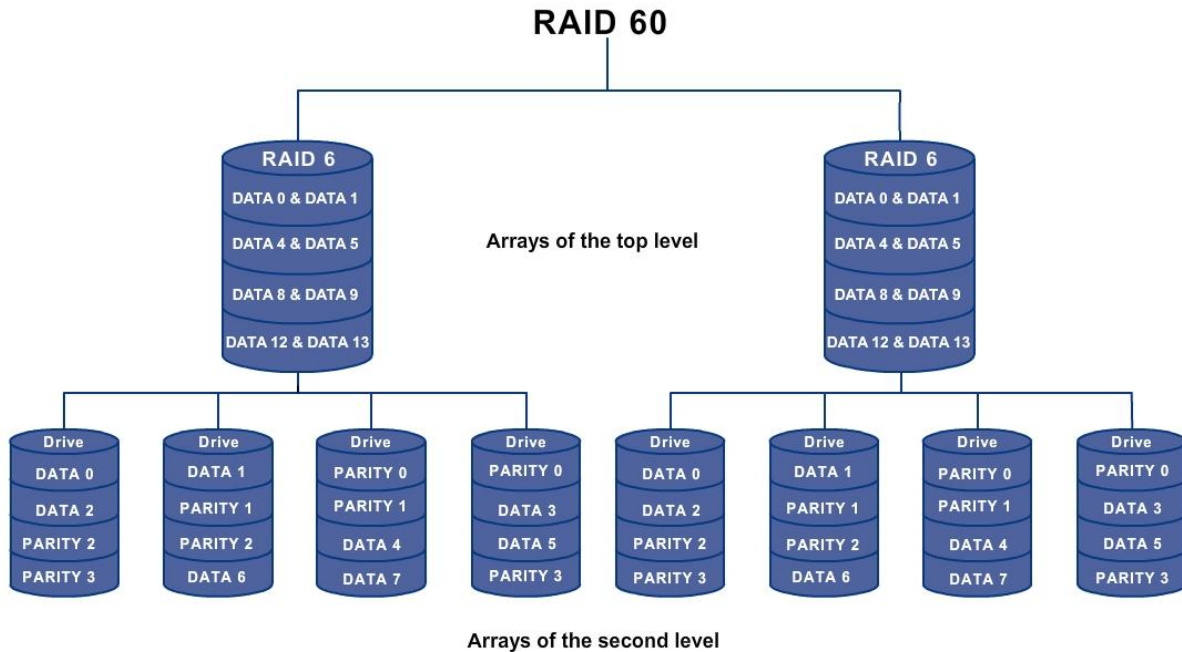 RAID 60
RAID 6
DATA 0 & DATA 1
DATA 4 & DATA 5
DATA 8 & DATA 9
DATA 12 & DATA 13
Arrays of the top level
RAID 6
DATA 0 & DATA 1
DATA 4 & DATA 5
DATA 8 & DATA 9
DATA 12 & DATA 13
Drive
DATA 0
DATA 2
PARITY 2
PARITY 3
Drive
DATA 1
PARITY 1
PARITY 2
DATA 6
Drive
PARITY 0
PARITY 1
DATA 4
DATA 7
Drive
PARITY 0
DATA 3
DATA 5
PARITY 3
Drive
DATA 0
DATA 2
PARITY 2
PARITY 3
Drive
DATA 1
PARITY 1
PARITY 2
DATA 6
Drive
PARITY 0
PARITY 1
DATA 4
DATA 7
Drive
PARITY 0
DATA 3
DATA 5
PARITY 3
Arrays of the second level